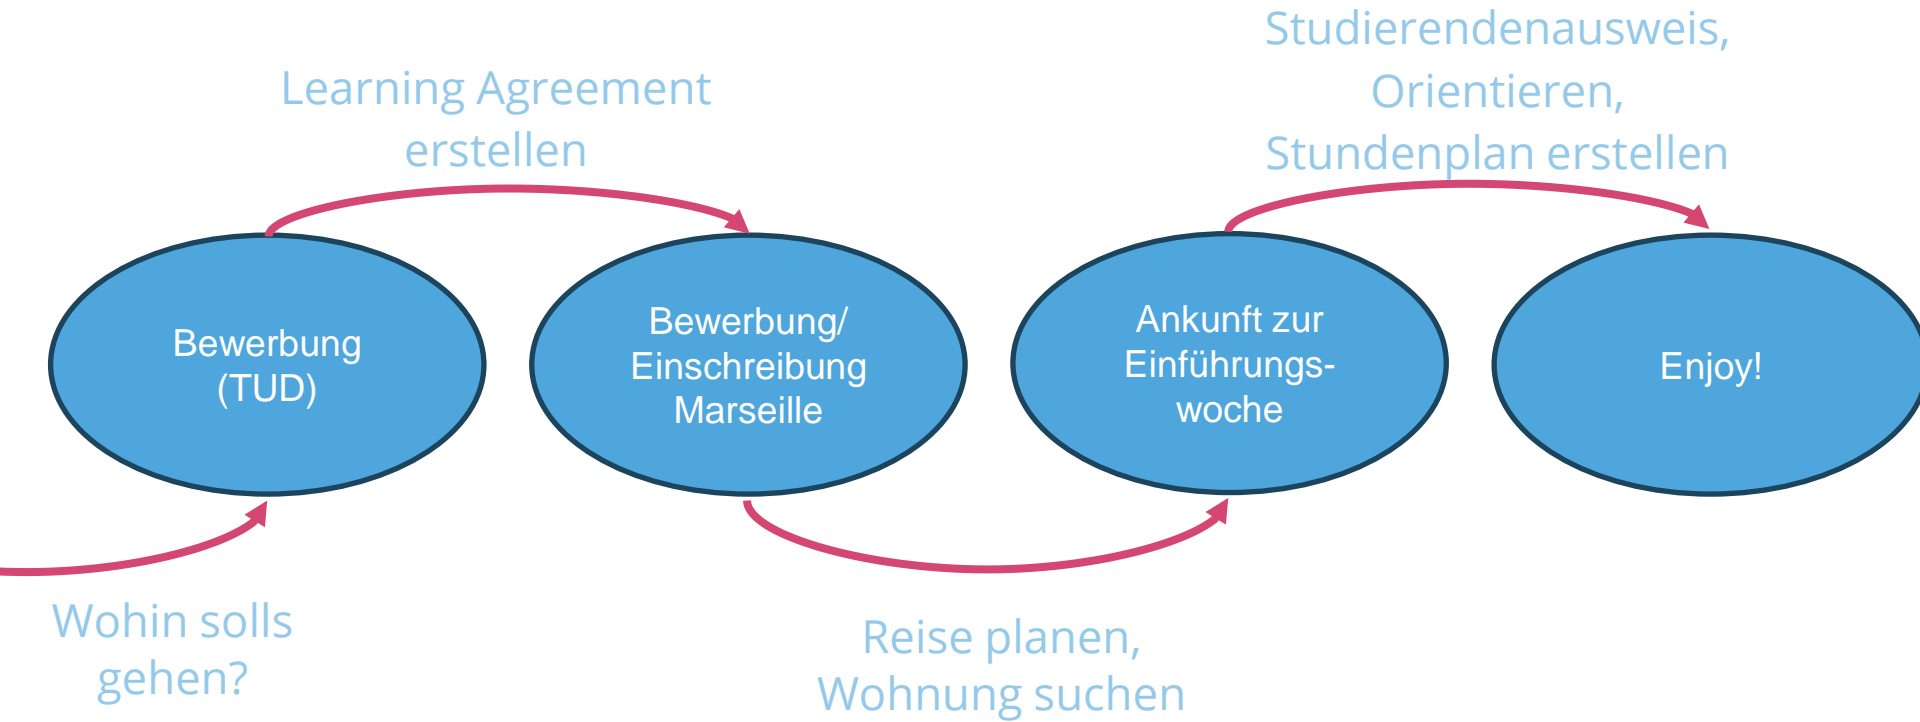 Studierendenausweis,
Orientieren,
Stundenplan erstellen
Learning Agreement
erstellen
Bewerbung
(TUD)
Bewerbung/
Einschreibung
Marseille
Ankunft zur
Einführungs-
woche
Enjoy!
Wohin solls
gehen?
Reise planen,
Wohnung suchen